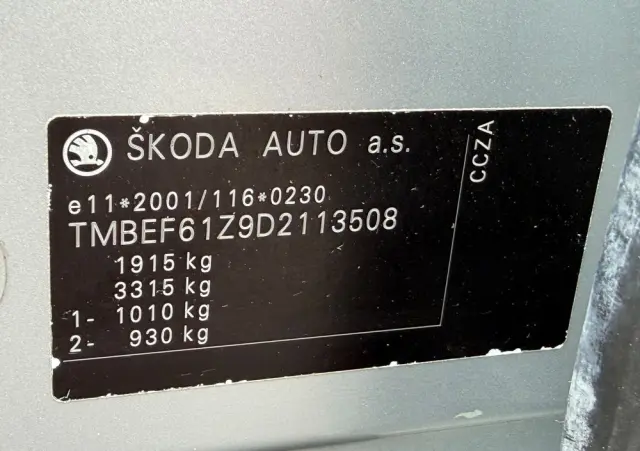 ŠKODA AUTO a.s.
e11*2001/116*0230
TMBEF61Z9D2113508
1915 kg
3315 kg
1- 1010 kg
2- 930 kg
CCZA